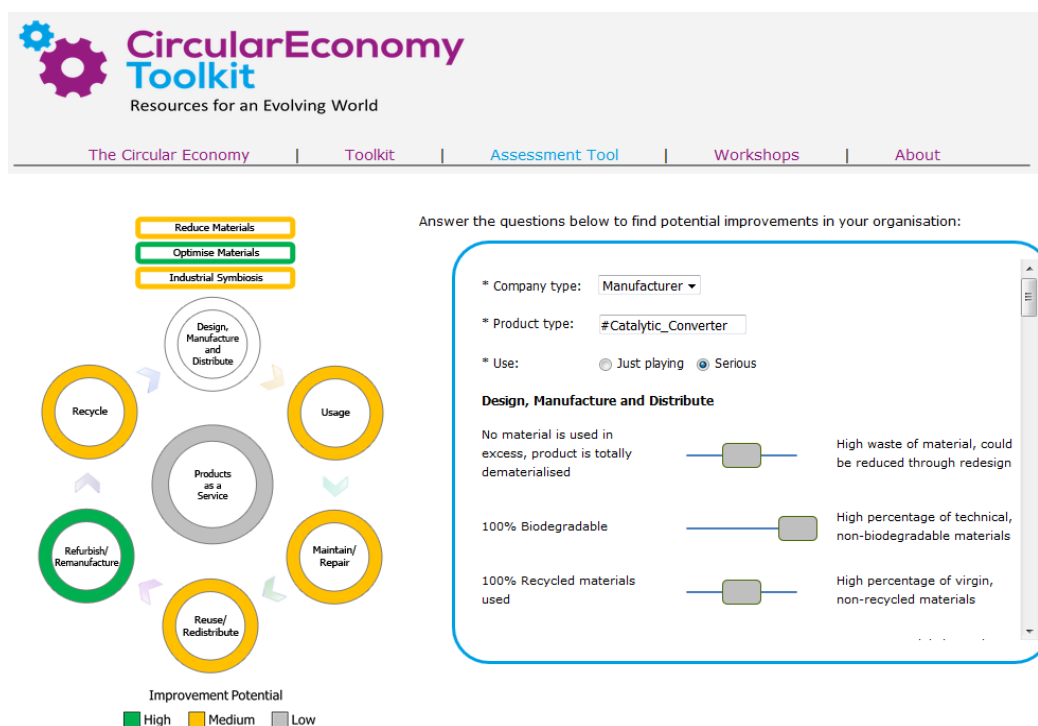 CircularEconomy
Toolkit
Resources for an Evolving World
The Circular Economy | Toolkit | Assessment Tool | Workshops | About
Reduce Materials
Optimise Materials
Industrial Symbiosis
Design,
Manufacture
and
Distribute
Recycle
Usage
Products
as a
Service
Refurbish/
Remanufacture
Maintain/
Repair
Reuse/
Redistribute
Improvement Potential
High Medium Low
Answer the questions below to find potential improvements in your organisation:
* Company type: Manufacturer
* Product type: #Catalytic_Converter
* Use: Just playing Serious
Design, Manufacture and Distribute
No material is used in
excess, product is totally
dematerialised
High waste of material, could
be reduced through redesign
100% Biodegradable
High percentage of technical,
non-biodegradable materials
100% Recycled materials
used
High percentage of virgin,
non-recycled materials